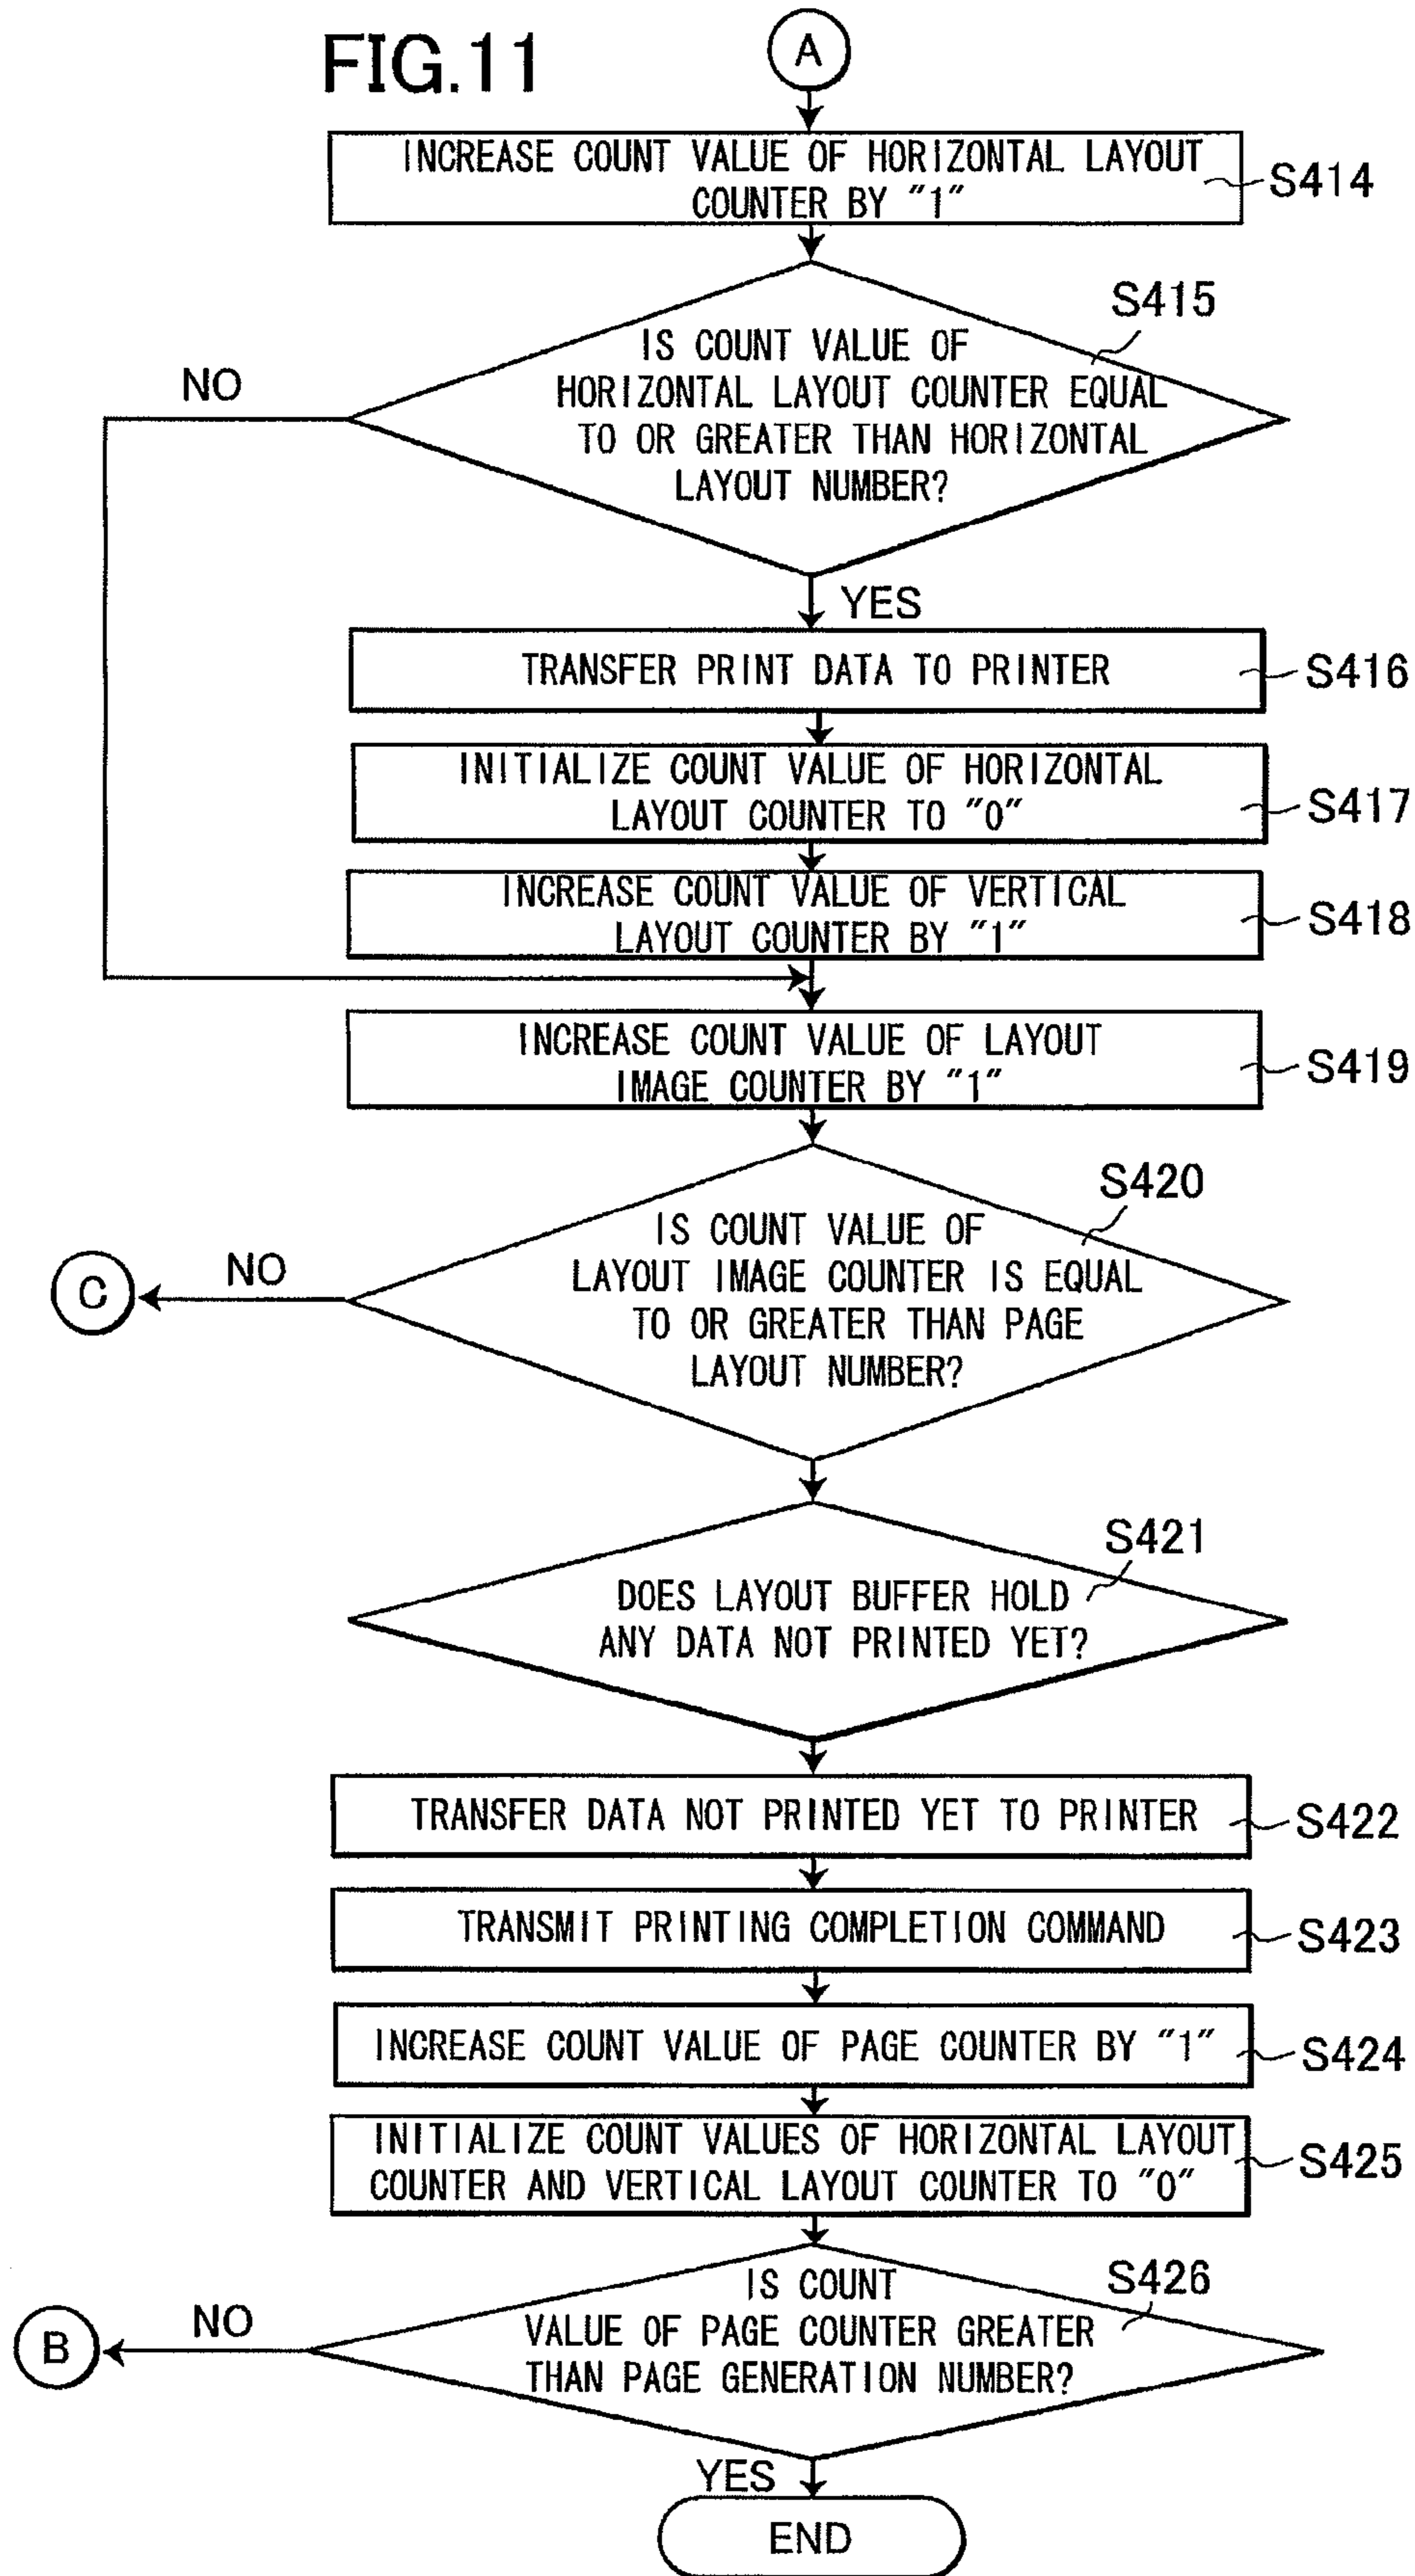 FIG.11
A
INCREASE COUNT VALUE OF HORIZONTAL LAYOUT
COUNTER BY "1"
S414
S415
IS COUNT VALUE OF
HORIZONTAL LAYOUT COUNTER EQUAL
TO OR GREATER THAN HORIZONTAL
LAYOUT NUMBER?
NO
YES
TRANSFER PRINT DATA TO PRINTER
S416
INITIALIZE COUNT VALUE OF HORIZONTAL
LAYOUT COUNTER TO "0"
S417
INCREASE COUNT VALUE OF VERTICAL
LAYOUT COUNTER BY "1"
S418
INCREASE COUNT VALUE OF LAYOUT
IMAGE COUNTER BY "1"
S419
S420
IS COUNT VALUE OF
LAYOUT IMAGE COUNTER IS EQUAL
TO OR GREATER THAN PAGE
LAYOUT NUMBER?
NO
C
S421
DOES LAYOUT BUFFER HOLD
ANY DATA NOT PRINTED YET?
TRANSFER DATA NOT PRINTED YET TO PRINTER
S422
TRANSMIT PRINTING COMPLETION COMMAND
S423
INCREASE COUNT VALUE OF PAGE COUNTER BY "1"
S424
INITIALIZE COUNT VALUES OF HORIZONTAL LAYOUT
COUNTER AND VERTICAL LAYOUT COUNTER TO "0"
S425
S426
IS COUNT
VALUE OF PAGE COUNTER GREATER
THAN PAGE GENERATION NUMBER?
NO
B
YES
END